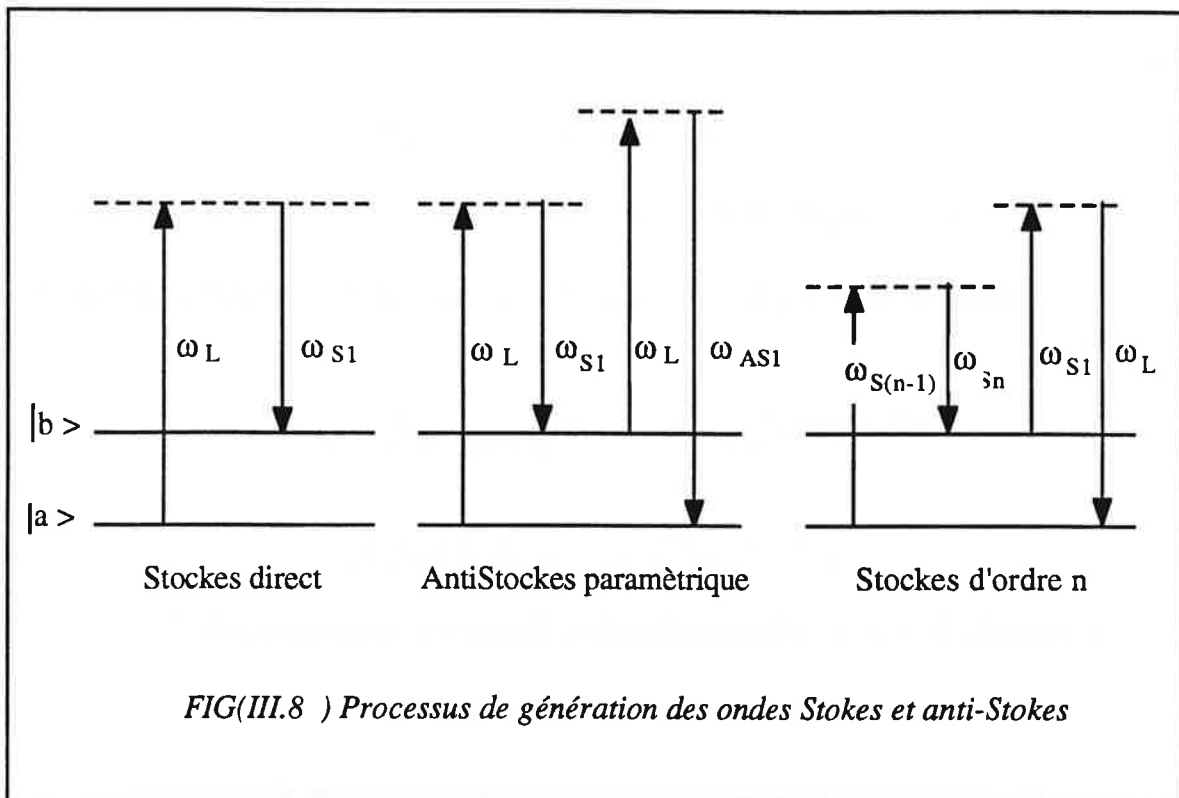 ω L ω S1 ω L ω S1 ω L ω AS1 ω S(n-1) ω Sn ω S1 ω L
|b >
|a >
Stockes direct AntiStockes paramètrique Stockes d'ordre n
FIG(III.8 ) Processus de génération des ondes Stokes et anti-Stokes